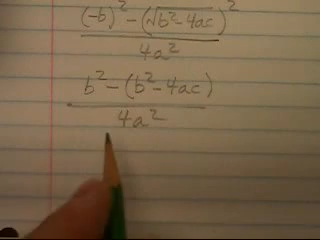 ((-b)² - (√(b²-4ac))²)/(4a²)
(b² - (b²-4ac))/(4a²)